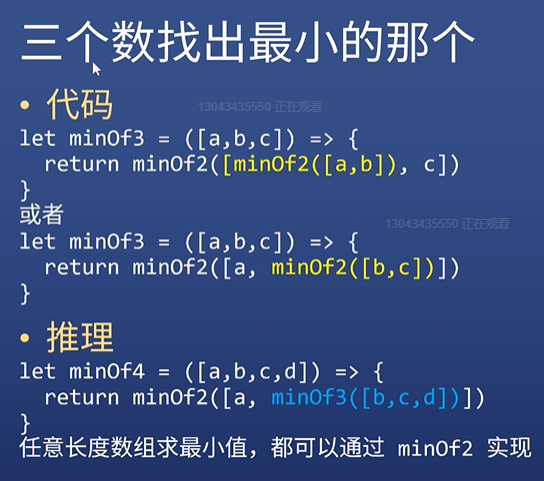 三个数找出最小的那个
• 代码
13043435550 正在观看
let minOf3 = ([a,b,c]) => {
  return minOf2([minOf2([a,b]), c])
}
或者
13043435550 正在观看
let minOf3 = ([a,b,c]) => {
  return minOf2([a, minOf2([b,c])])
}
• 推理
let minOf4 = ([a,b,c,d]) => {
  return minOf2([a, minOf3([b,c,d])])
}
任意长度数组求最小值，都可以通过 minOf2 实现